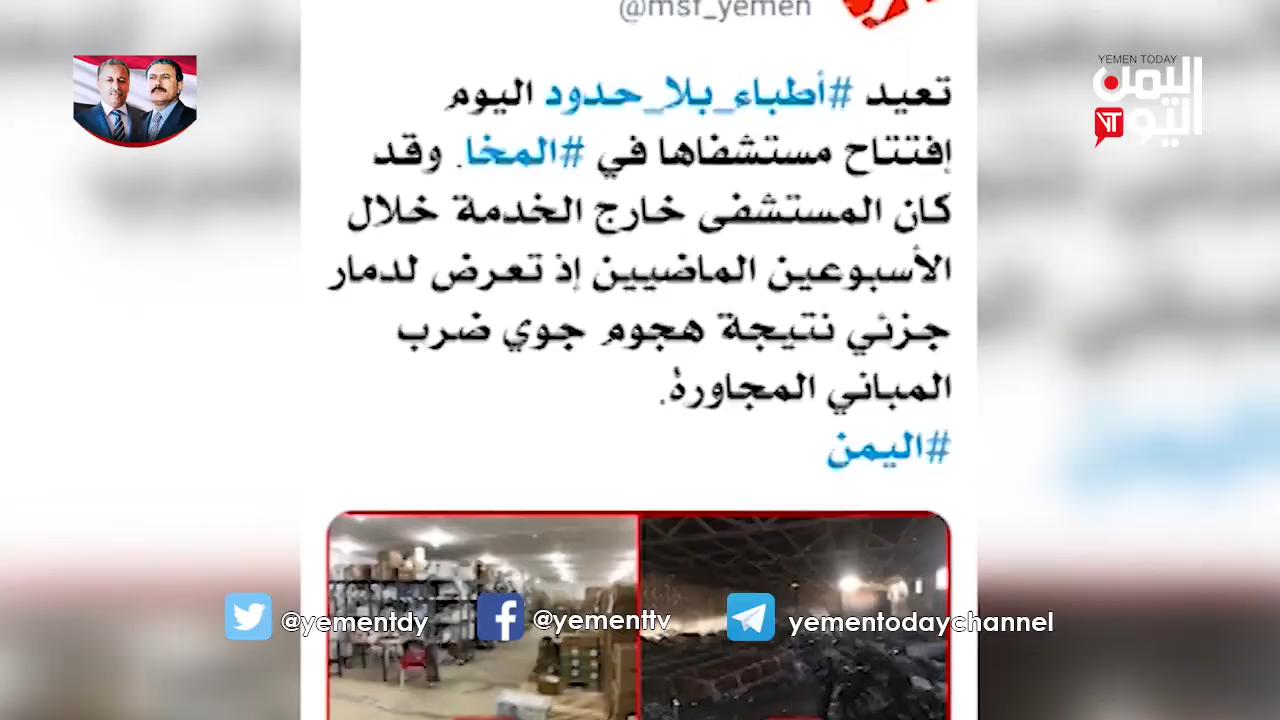 @msf_yemen
YEMEN TODAY
اليمن
اليوم
YT
تعيد #أطباء_بلا_حدود اليوم
إفتتاح مستشفاها في #المخا. وقد
كان المستشفى خارج الخدمة خلال
الأسبوعين الماضيين إذ تعرض لدمار
جزئي نتيجة هجوم جوي ضرب
المباني المجاورة.
#اليمن
@yementdy
@yementtv
yementodaychannel